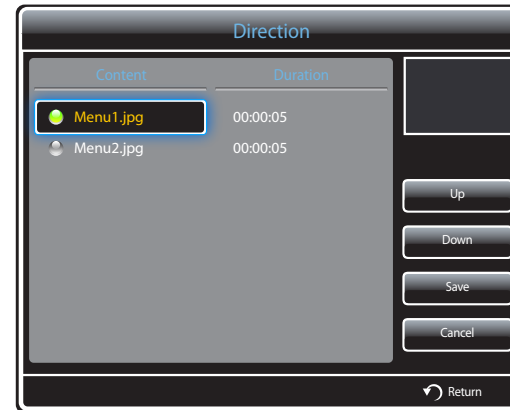 Direction
Content Duration
Menu1.jpg 00:00:05
Menu2.jpg 00:00:05
Up
Down
Save
Cancel
Return